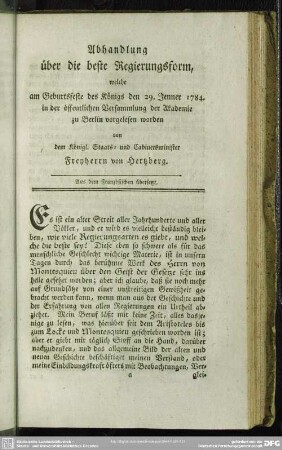 Abhandlung
über die beste Regierungsform,
welche
am Geburtsfeste des Königs den 29. Jenner 1784.
in der öffentlichen Versammlung der Akademie
zu Berlin vorgelesen worden
von
dem Königl. Staats- und Cabinetsminister
Freyherrn von Hertzberg.
Aus dem Französischen übersetzt.
Es ist ein alter Streit aller Jahrhunderte und aller
Völker, und er wird es vielleicht beständig blei-
ben, wie viele Regierungsarten es giebt, und wel-
che die beste sey? Diese eben so schwere als für das
menschliche Geschlecht wichtige Materie, ist in unsern
Tagen durch das berühmte Werk des Herrn von
Montesquieu über den Geist der Gesetze sehr ins
helle gesetzet worden; aber ich glaube, daß sie noch mehr
auf Grundsätze von einer unstreitigen Gewißheit ge-
bracht werden kann, wenn man aus der Geschichte und
der Erfahrung von allen Regierungen ein Urtheil ab-
ziehet. Mein Beruf läßt mir keine Zeit, alles das-
jenige zu lesen, was hierüber seit dem Aristoteles bis
zum Locke und Montesquieu geschrieben worden ist;
aber er giebt mir täglich Stoff an die Hand, darüber
nachzudenken, und das allgemeine Bild der alten und
neuen Geschichte beschäftiget meinen Verstand, oder
meine Einbildungskraft öfters mit Beobachtungen, Ver-
a
glei-